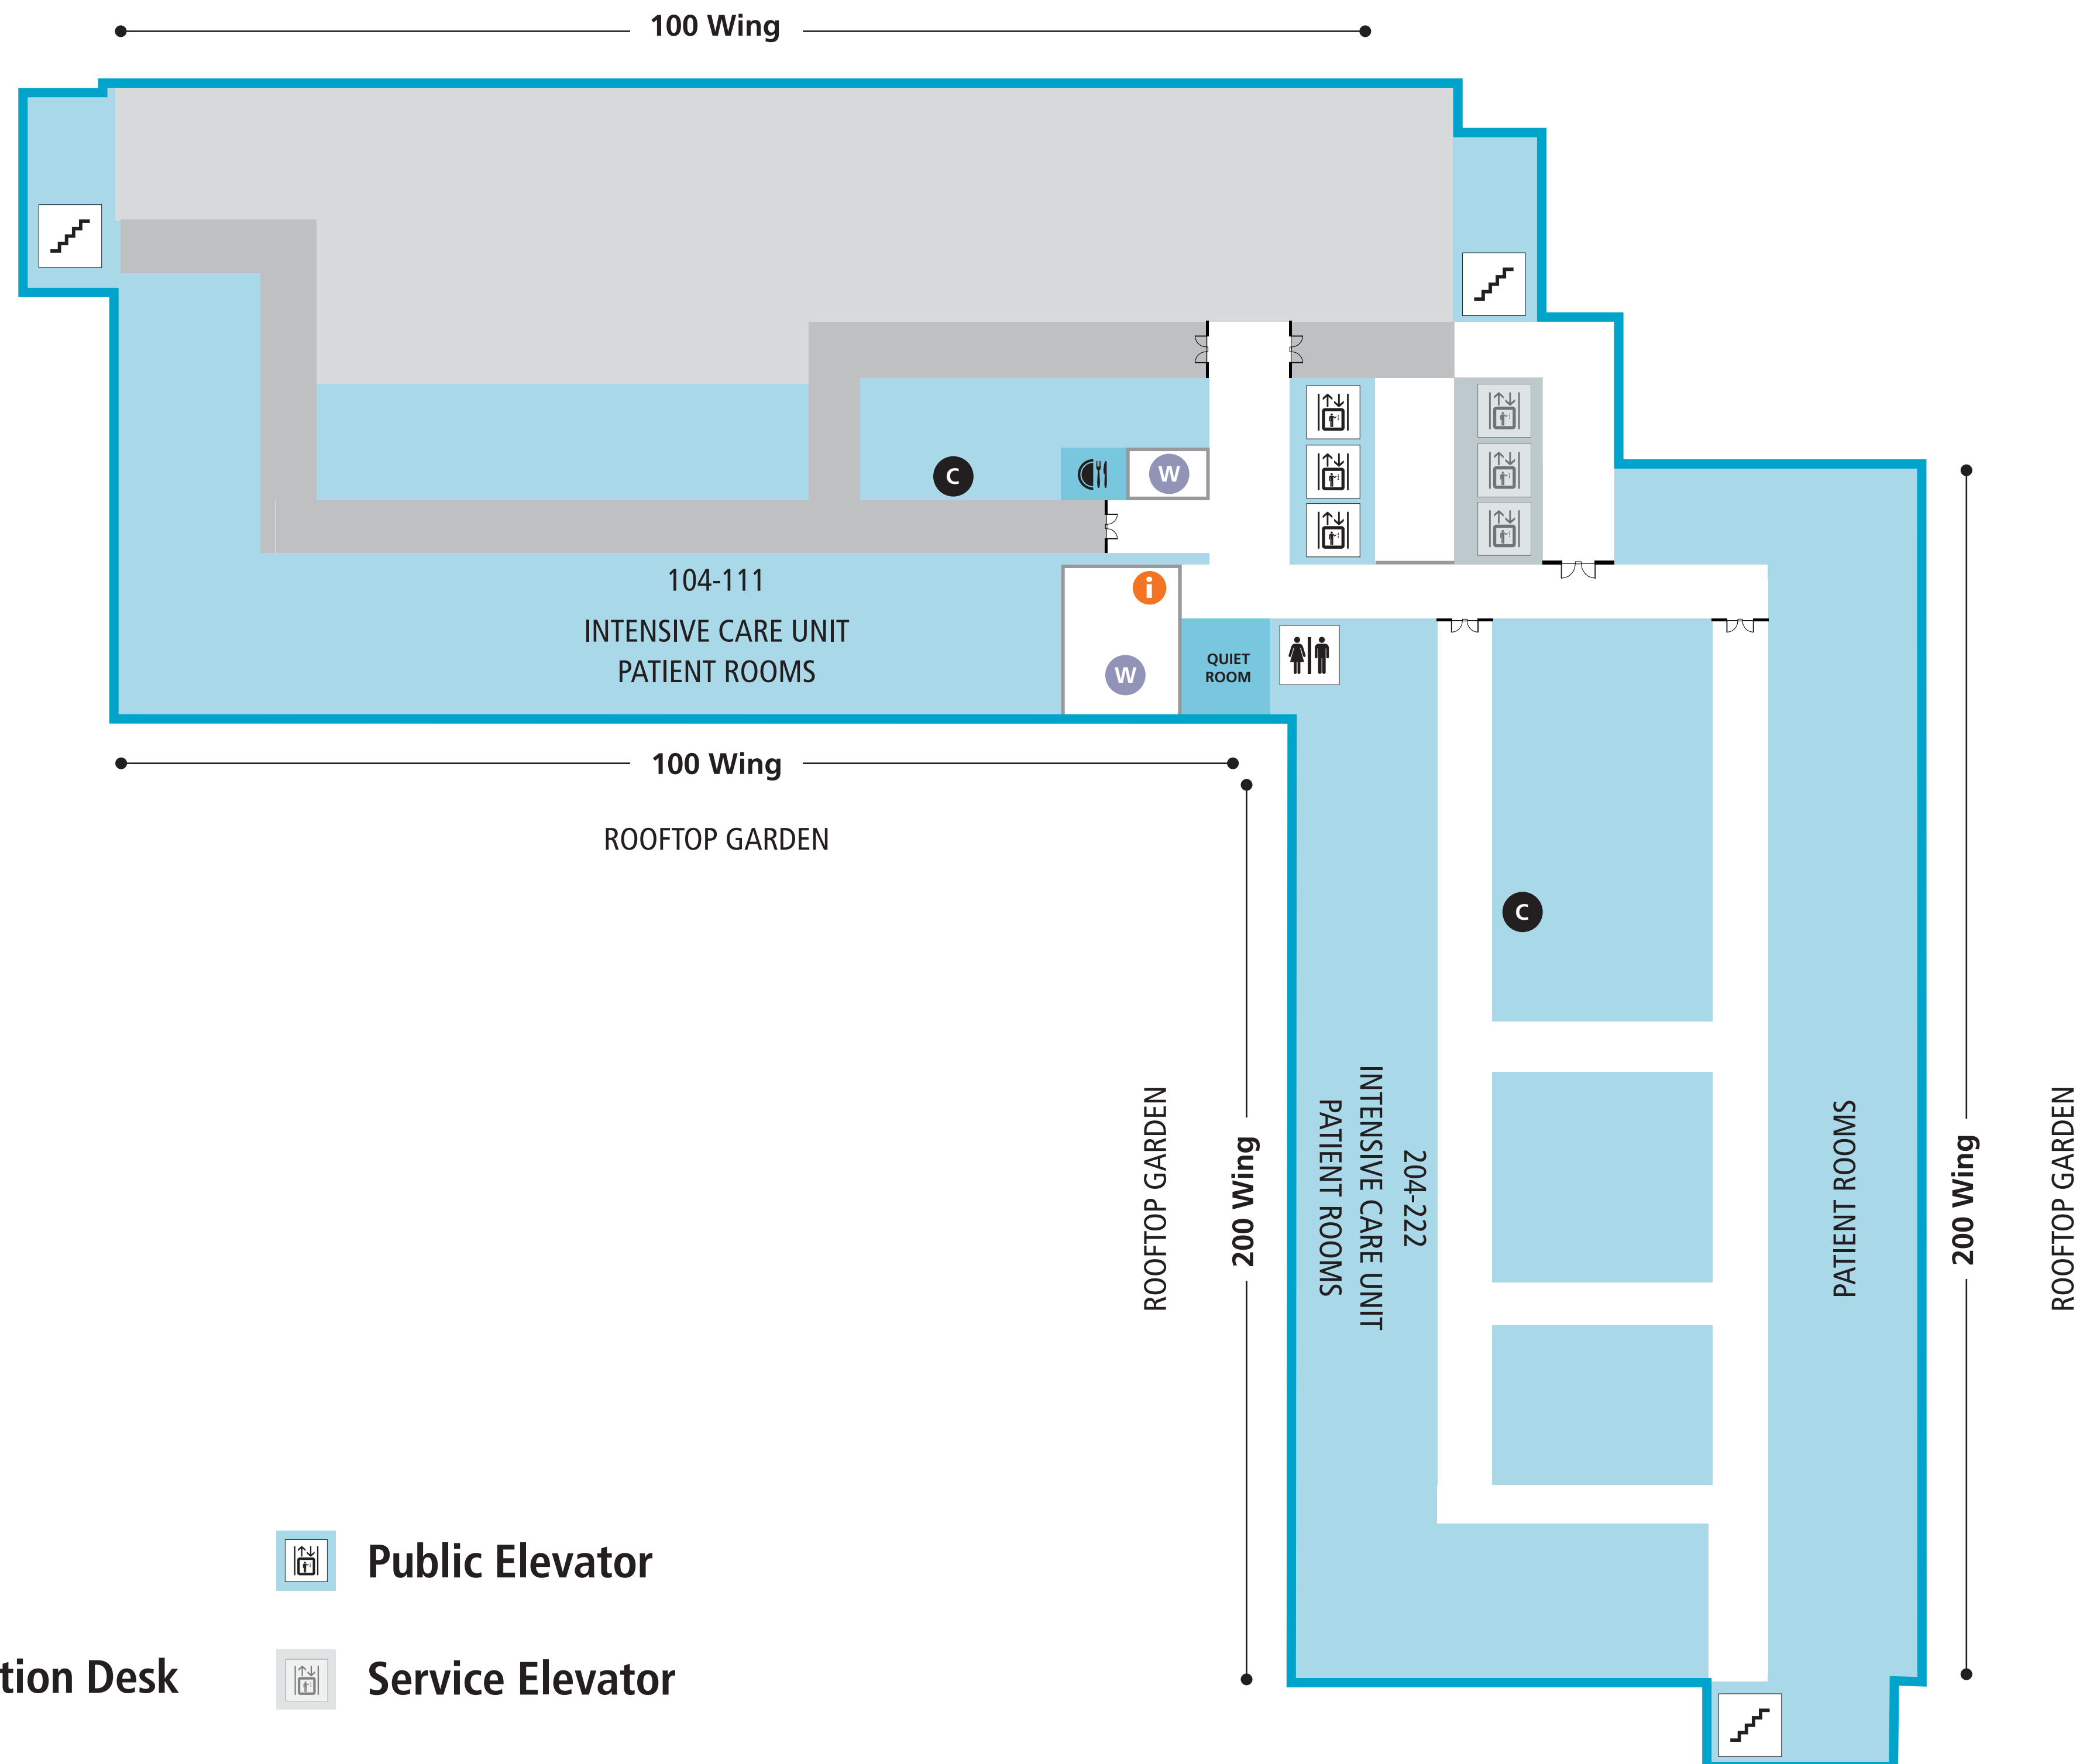 100 Wing
C
W
104-111
INTENSIVE CARE UNIT
PATIENT ROOMS
i
W
QUIET
ROOM
100 Wing
ROOFTOP GARDEN
C
ROOFTOP GARDEN
200 Wing
204-222
INTENSIVE CARE UNIT
PATIENT ROOMS
PATIENT ROOMS
200 Wing
ROOFTOP GARDEN
Public Elevator
tion Desk
Service Elevator